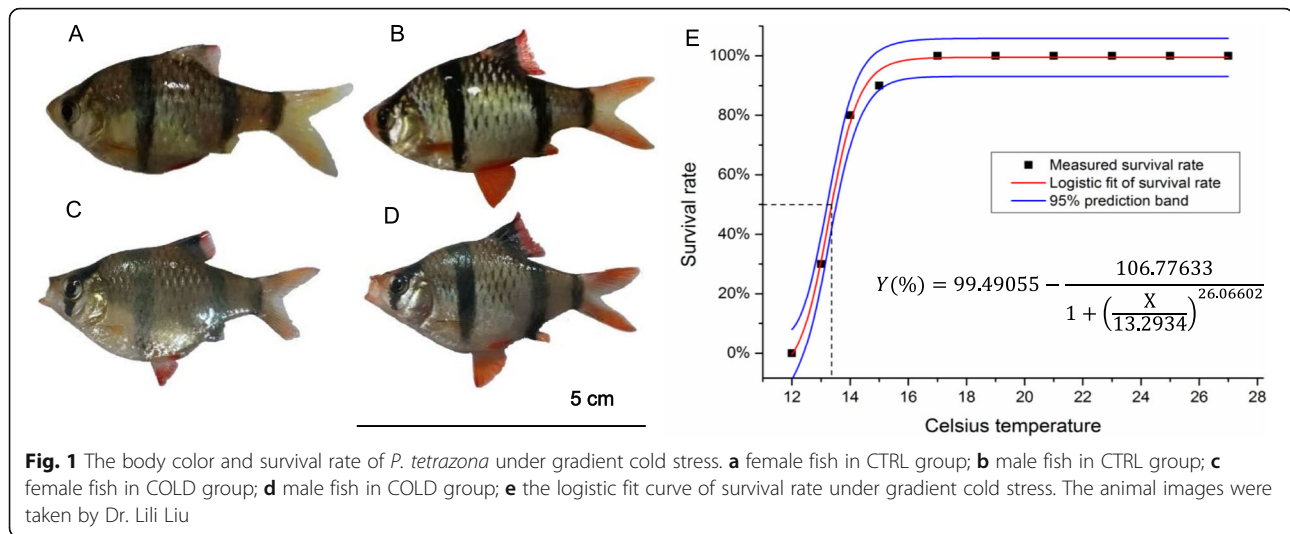 A
B
C
D
5 cm
E
Survival rate
100%
80%
60%
40%
20%
0%
12 14 16 18 20 22 24 26 28
Celsius temperature
Measured survival rate
Logistic fit of survival rate
95% prediction band
Y(%) = 99.49055 − 106.77633 / 1 + (X / 13.2934)^26.06602
Fig. 1 The body color and survival rate of P. tetrazona under gradient cold stress. a female fish in CTRL group; b male fish in CTRL group; c
female fish in COLD group; d male fish in COLD group; e the logistic fit curve of survival rate under gradient cold stress. The animal images were
taken by Dr. Lili Liu